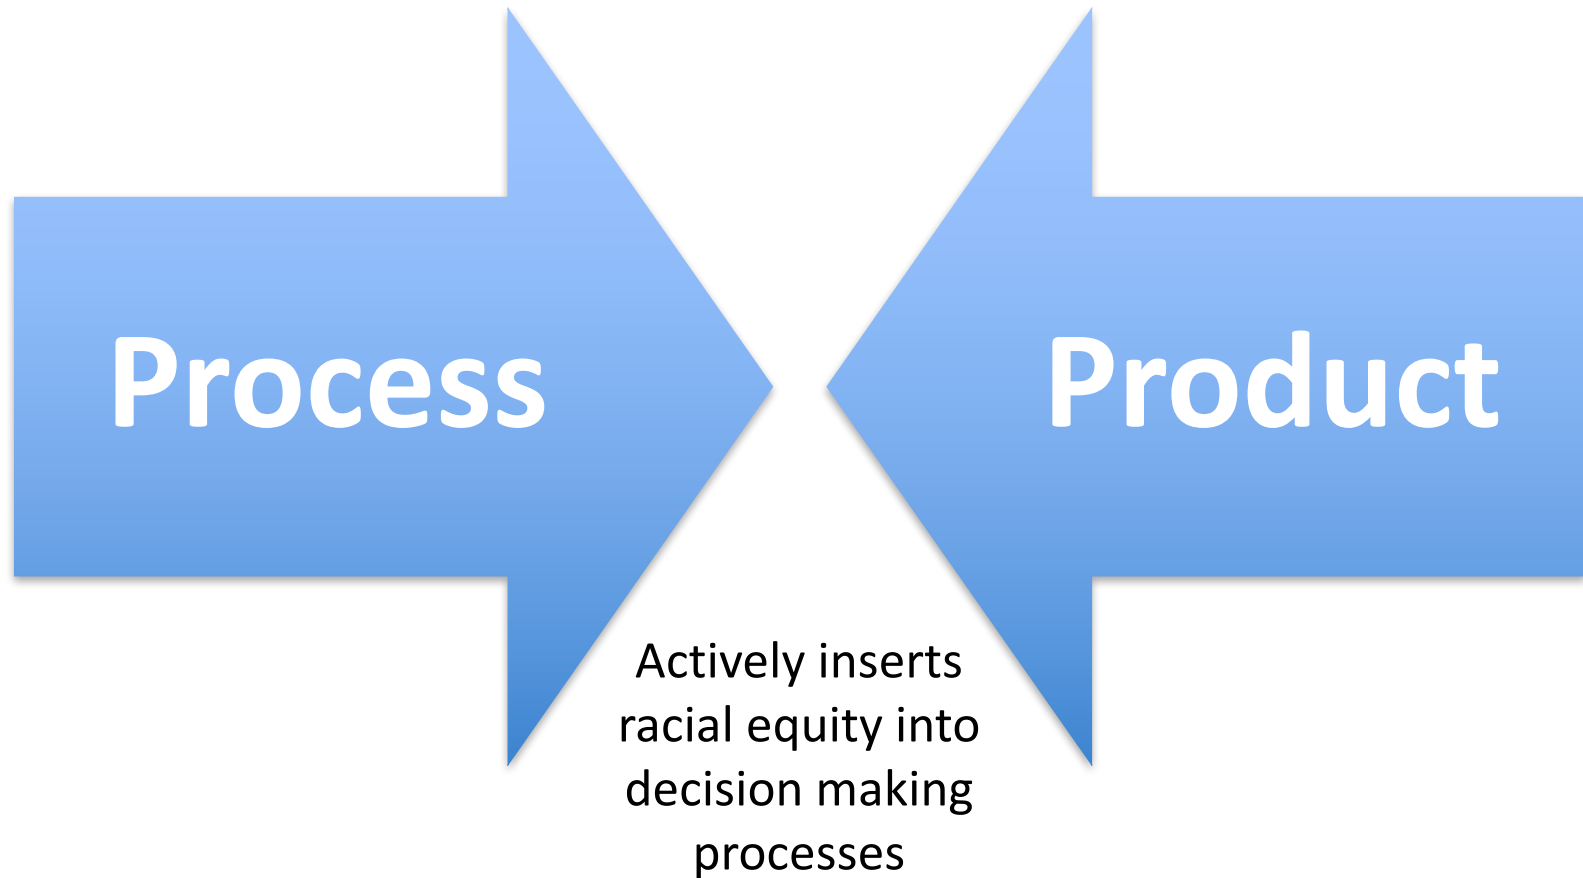 Process
Product
Actively inserts
racial equity into
decision making
processes